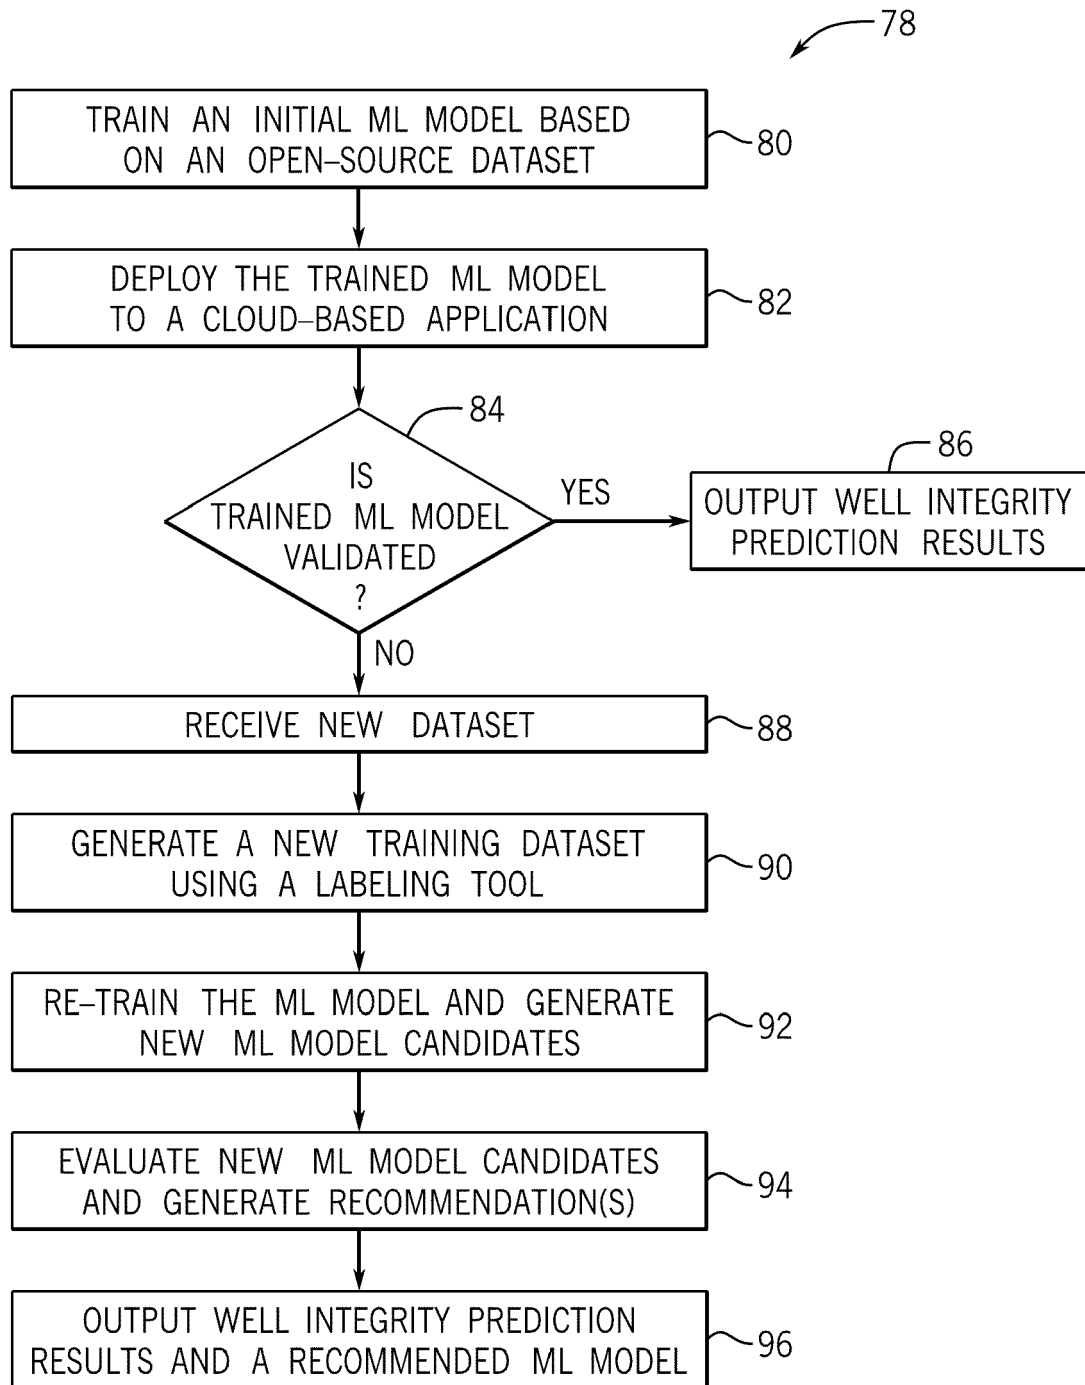 78
TRAIN AN INITIAL ML MODEL BASED
ON AN OPEN–SOURCE DATASET
80
DEPLOY THE TRAINED ML MODEL
TO A CLOUD–BASED APPLICATION
82
84
IS
TRAINED ML MODEL
VALIDATED
?
YES
86
OUTPUT WELL INTEGRITY
PREDICTION RESULTS
NO
RECEIVE NEW DATASET
88
GENERATE A NEW TRAINING DATASET
USING A LABELING TOOL
90
RE–TRAIN THE ML MODEL AND GENERATE
NEW ML MODEL CANDIDATES
92
EVALUATE NEW ML MODEL CANDIDATES
AND GENERATE RECOMMENDATION(S)
94
OUTPUT WELL INTEGRITY PREDICTION
RESULTS AND A RECOMMENDED ML MODEL
96